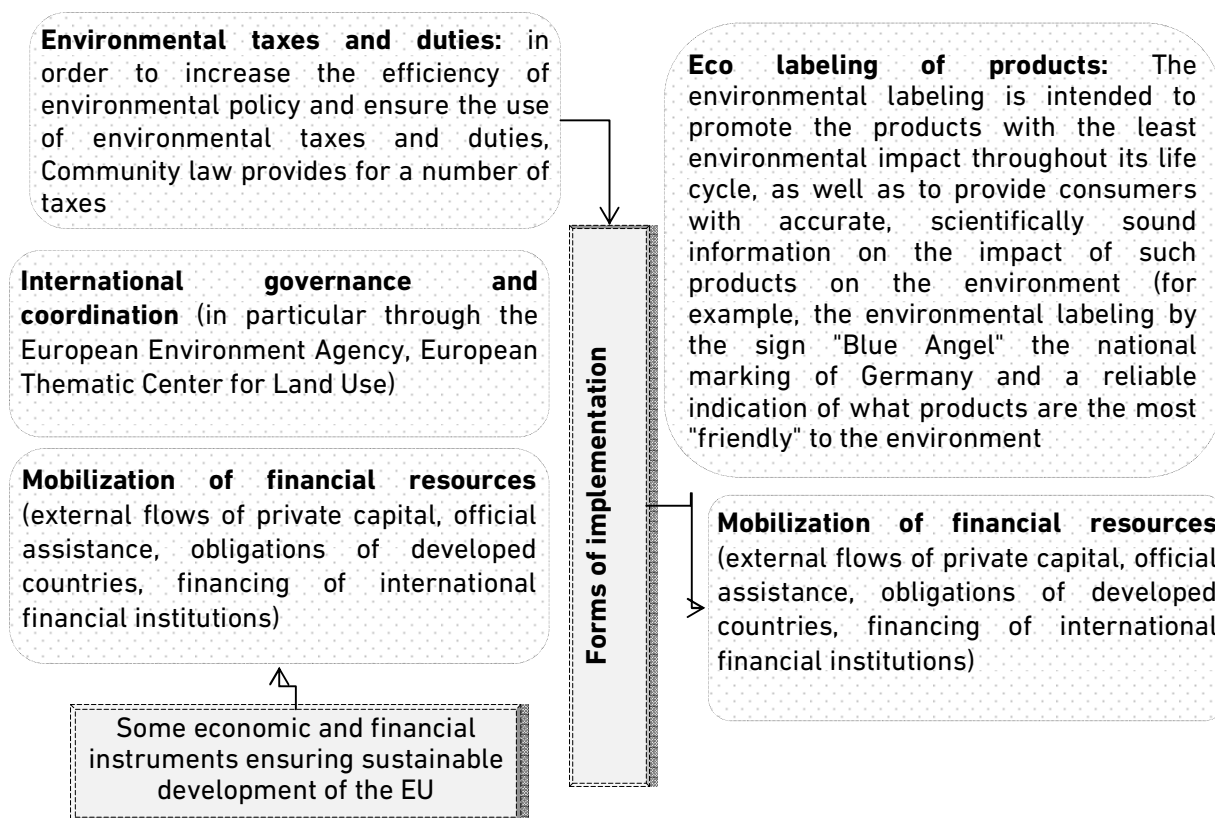 Environmental taxes and duties: in
order to increase the efficiency of
environmental policy and ensure the use
of environmental taxes and duties,
Community law provides for a number of
taxes
International governance and
coordination (in particular through the
European Environment Agency, European
Thematic Center for Land Use)
Mobilization of financial resources
(external flows of private capital, official
assistance, obligations of developed
countries, financing of international
financial institutions)
Some economic and financial
instruments ensuring sustainable
development of the EU
Forms of implementation
Eco labeling of products: The
environmental labeling is intended to
promote the products with the least
environmental impact throughout its life
cycle, as well as to provide consumers
with accurate, scientifically sound
information on the impact of such
products on the environment (for
example, the environmental labeling by
the sign "Blue Angel" the national
marking of Germany and a reliable
indication of what products are the most
"friendly" to the environment
Mobilization of financial resources
(external flows of private capital, official
assistance, obligations of developed
countries, financing of international
financial institutions)